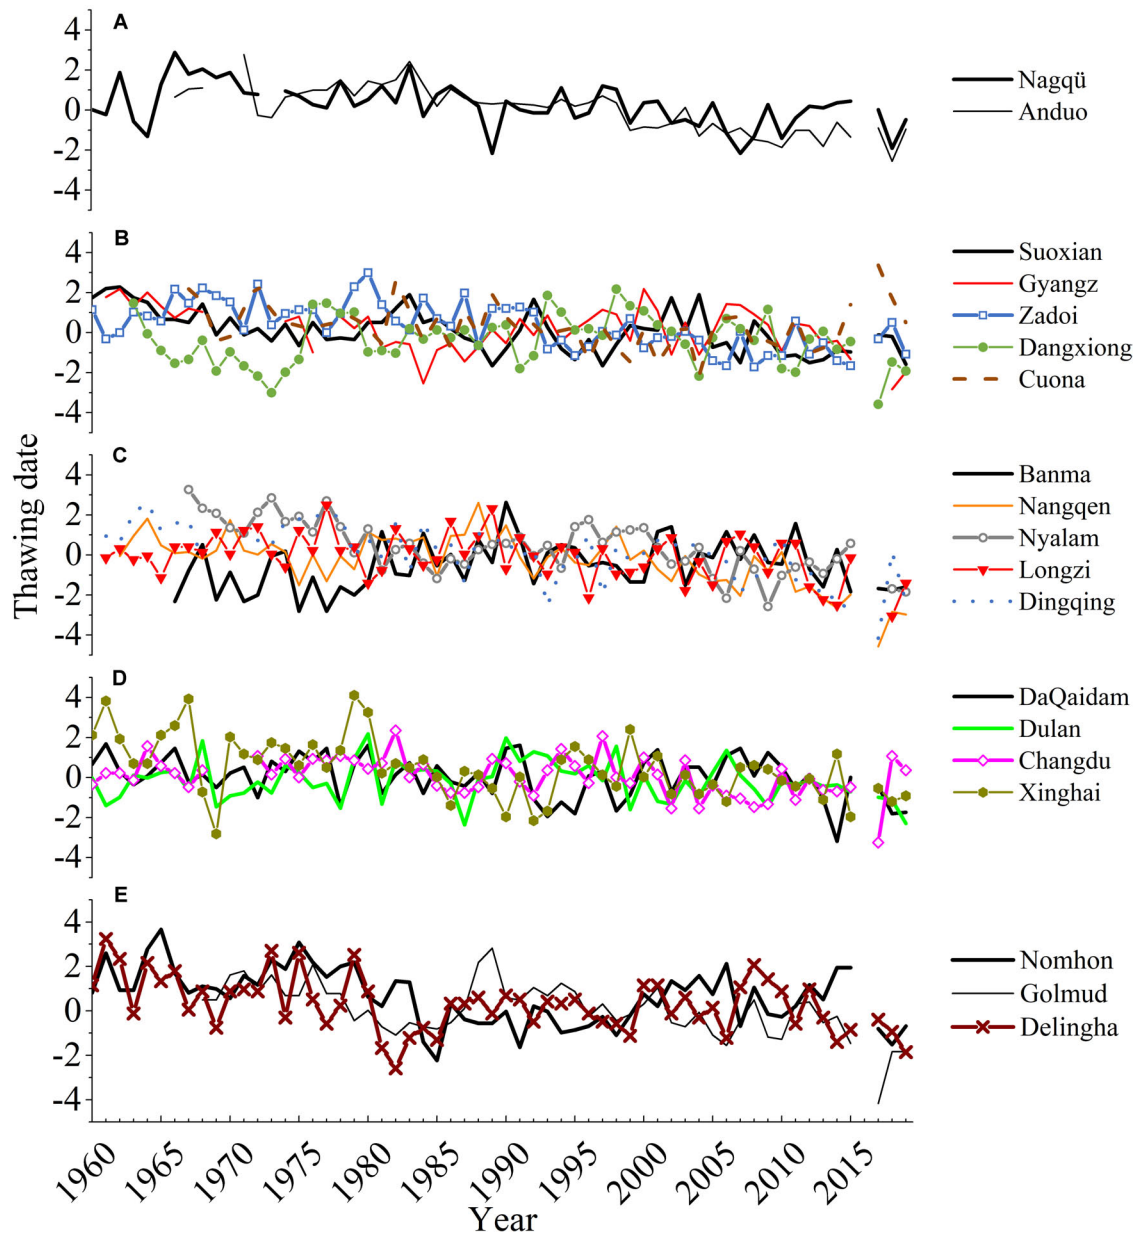 A
4
2
0
-2
-4
Nagqü
Anduo
B
4
2
0
-2
-4
Suoxian
Gyangz
Zadoi
Dangxiong
Cuona
C
4
2
0
-2
-4
Banma
Nangqen
Nyalam
Longzi
Dingqing
D
4
2
0
-2
-4
DaQaidam
Dulan
Changdu
Xinghai
E
4
2
0
-2
-4
Nomhon
Golmud
Delingha
Thawing date
1960 1965 1970 1975 1980 1985 1990 1995 2000 2005 2010 2015
Year